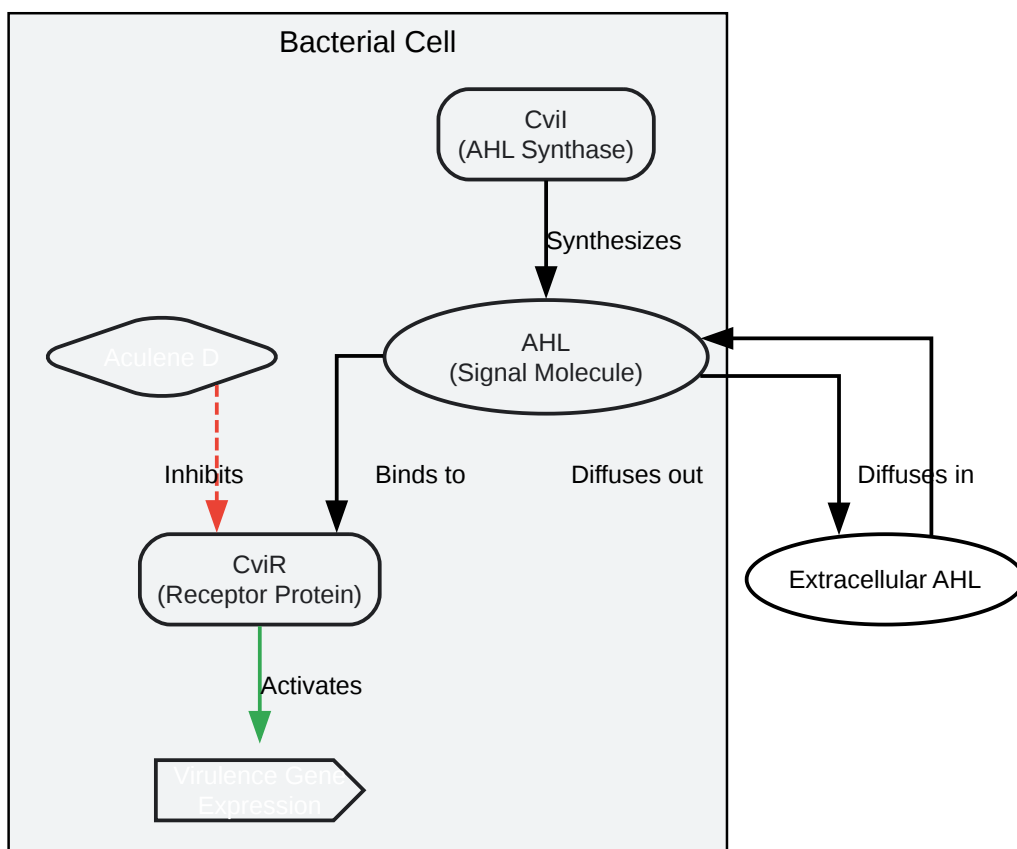 Bacterial Cell
CviI
(AHL Synthase)
Synthesizes
AHL
(Signal Molecule)
Aculene D
Inhibits
Binds to
Diffuses out
Diffuses in
CviR
(Receptor Protein)
Extracellular AHL
Activates
Virulence Gene
Expression